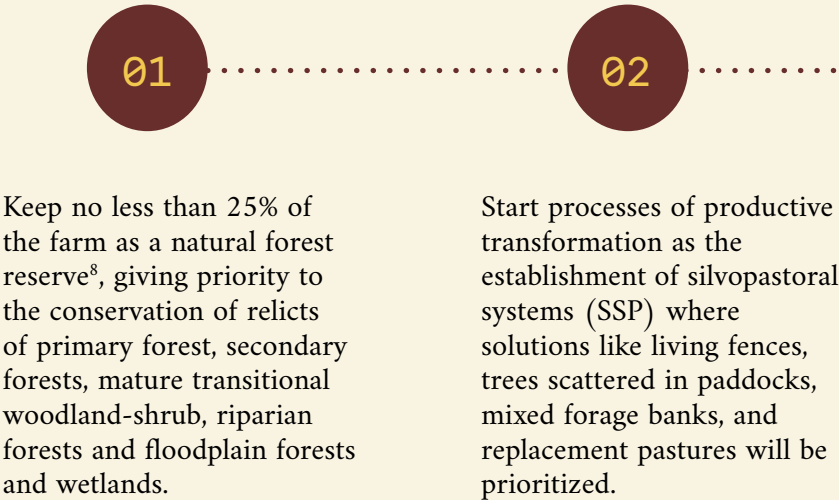 01
Keep no less than 25% of
the farm as a natural forest
reserve⁸, giving priority to
the conservation of relicts
of primary forest, secondary
forests, mature transitional
woodland-shrub, riparian
forests and floodplain forests
and wetlands.
02
Start processes of productive
transformation as the
establishment of silvopastoral
systems (SSP) where
solutions like living fences,
trees scattered in paddocks,
mixed forage banks, and
replacement pastures will be
prioritized.